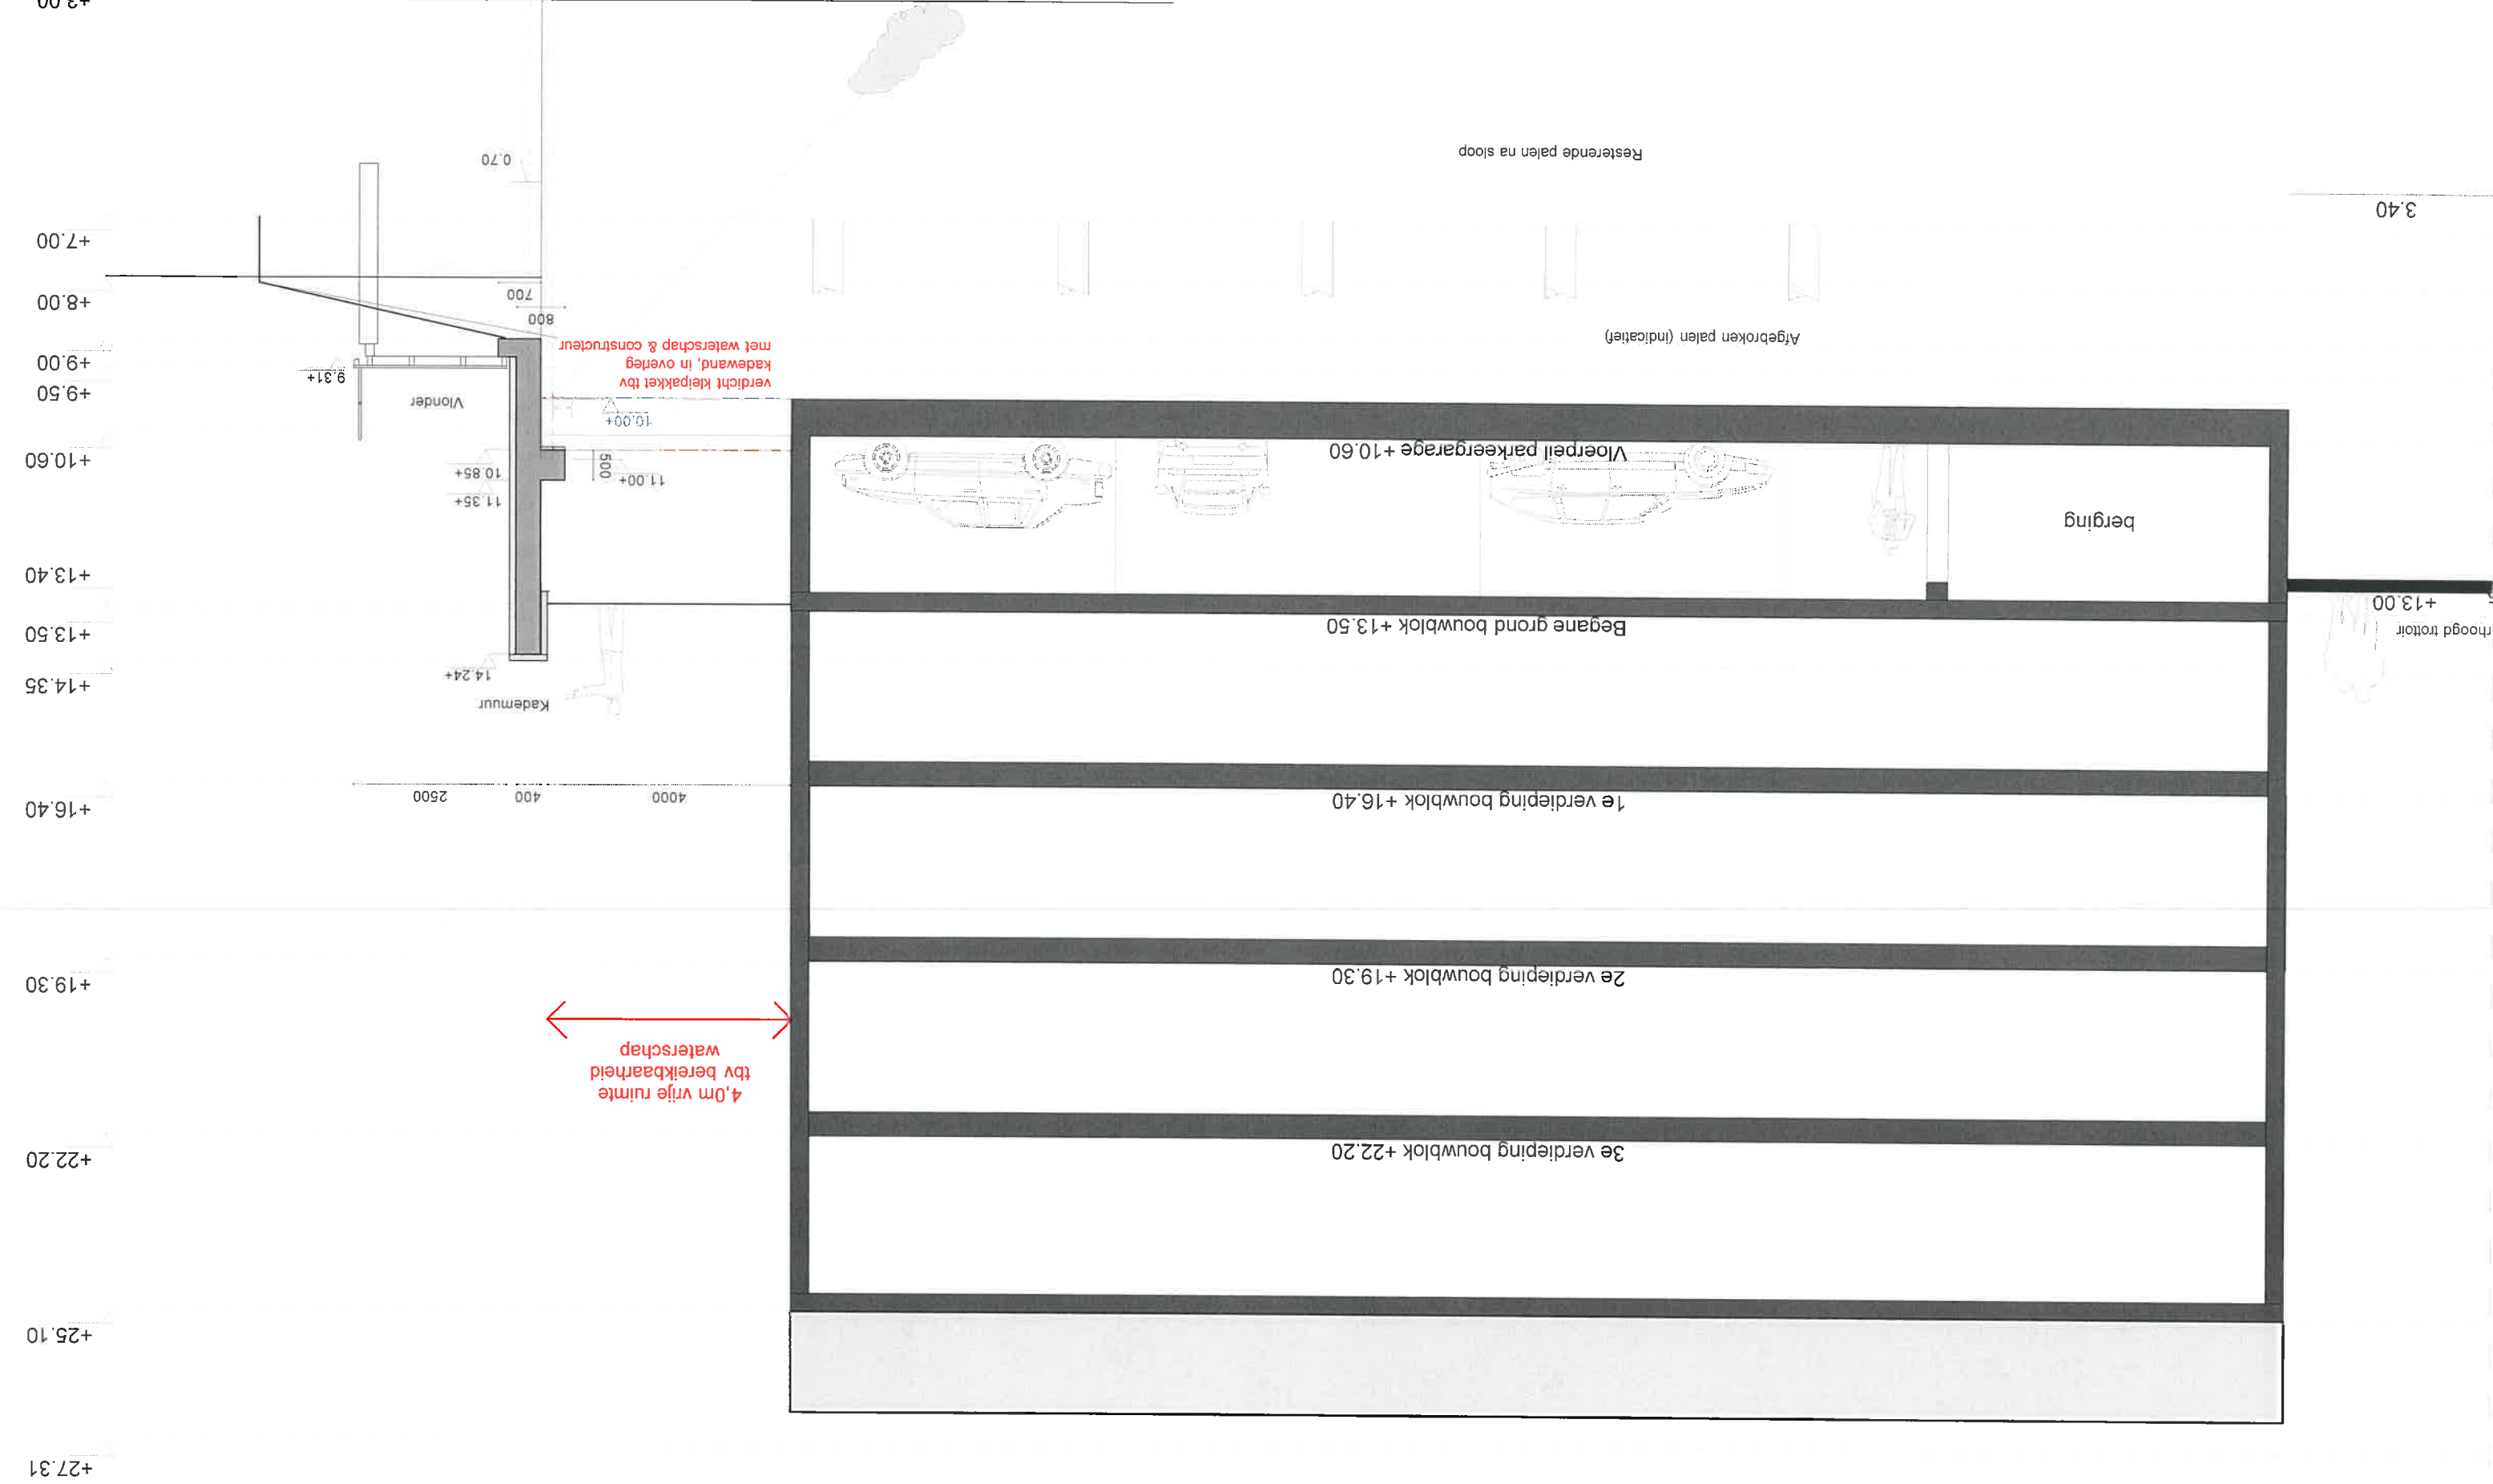 +27.31
+25.10
3e verdieping bouwblok +22.20
+22.20
4,0m vrije ruimte
tbv bereikbaarheid
waterschap
2e verdieping bouwblok +19.30
+19.30
1e verdieping bouwblok +16.40
4000
400
2500
+16.40
Kademuur
14.24+
+14.35
rhoogd trottoir
+13.00
Begane grond bouwblok +13.50
+13.50
+13.40
berging
11.35+
11.00+
500
10.85+
Vloerpeil parkeergarage +10.60
+10.60
10.00+
Vlonder
+9.50
verdicht kleipakket tbv
kadewand, in overleg
met waterschap & constructeur
9.31+
+9.00
Afgebroken palen (indicatief)
800
700
+8.00
+7.00
3.40
Resterende palen na sloop
0.70
+3.00